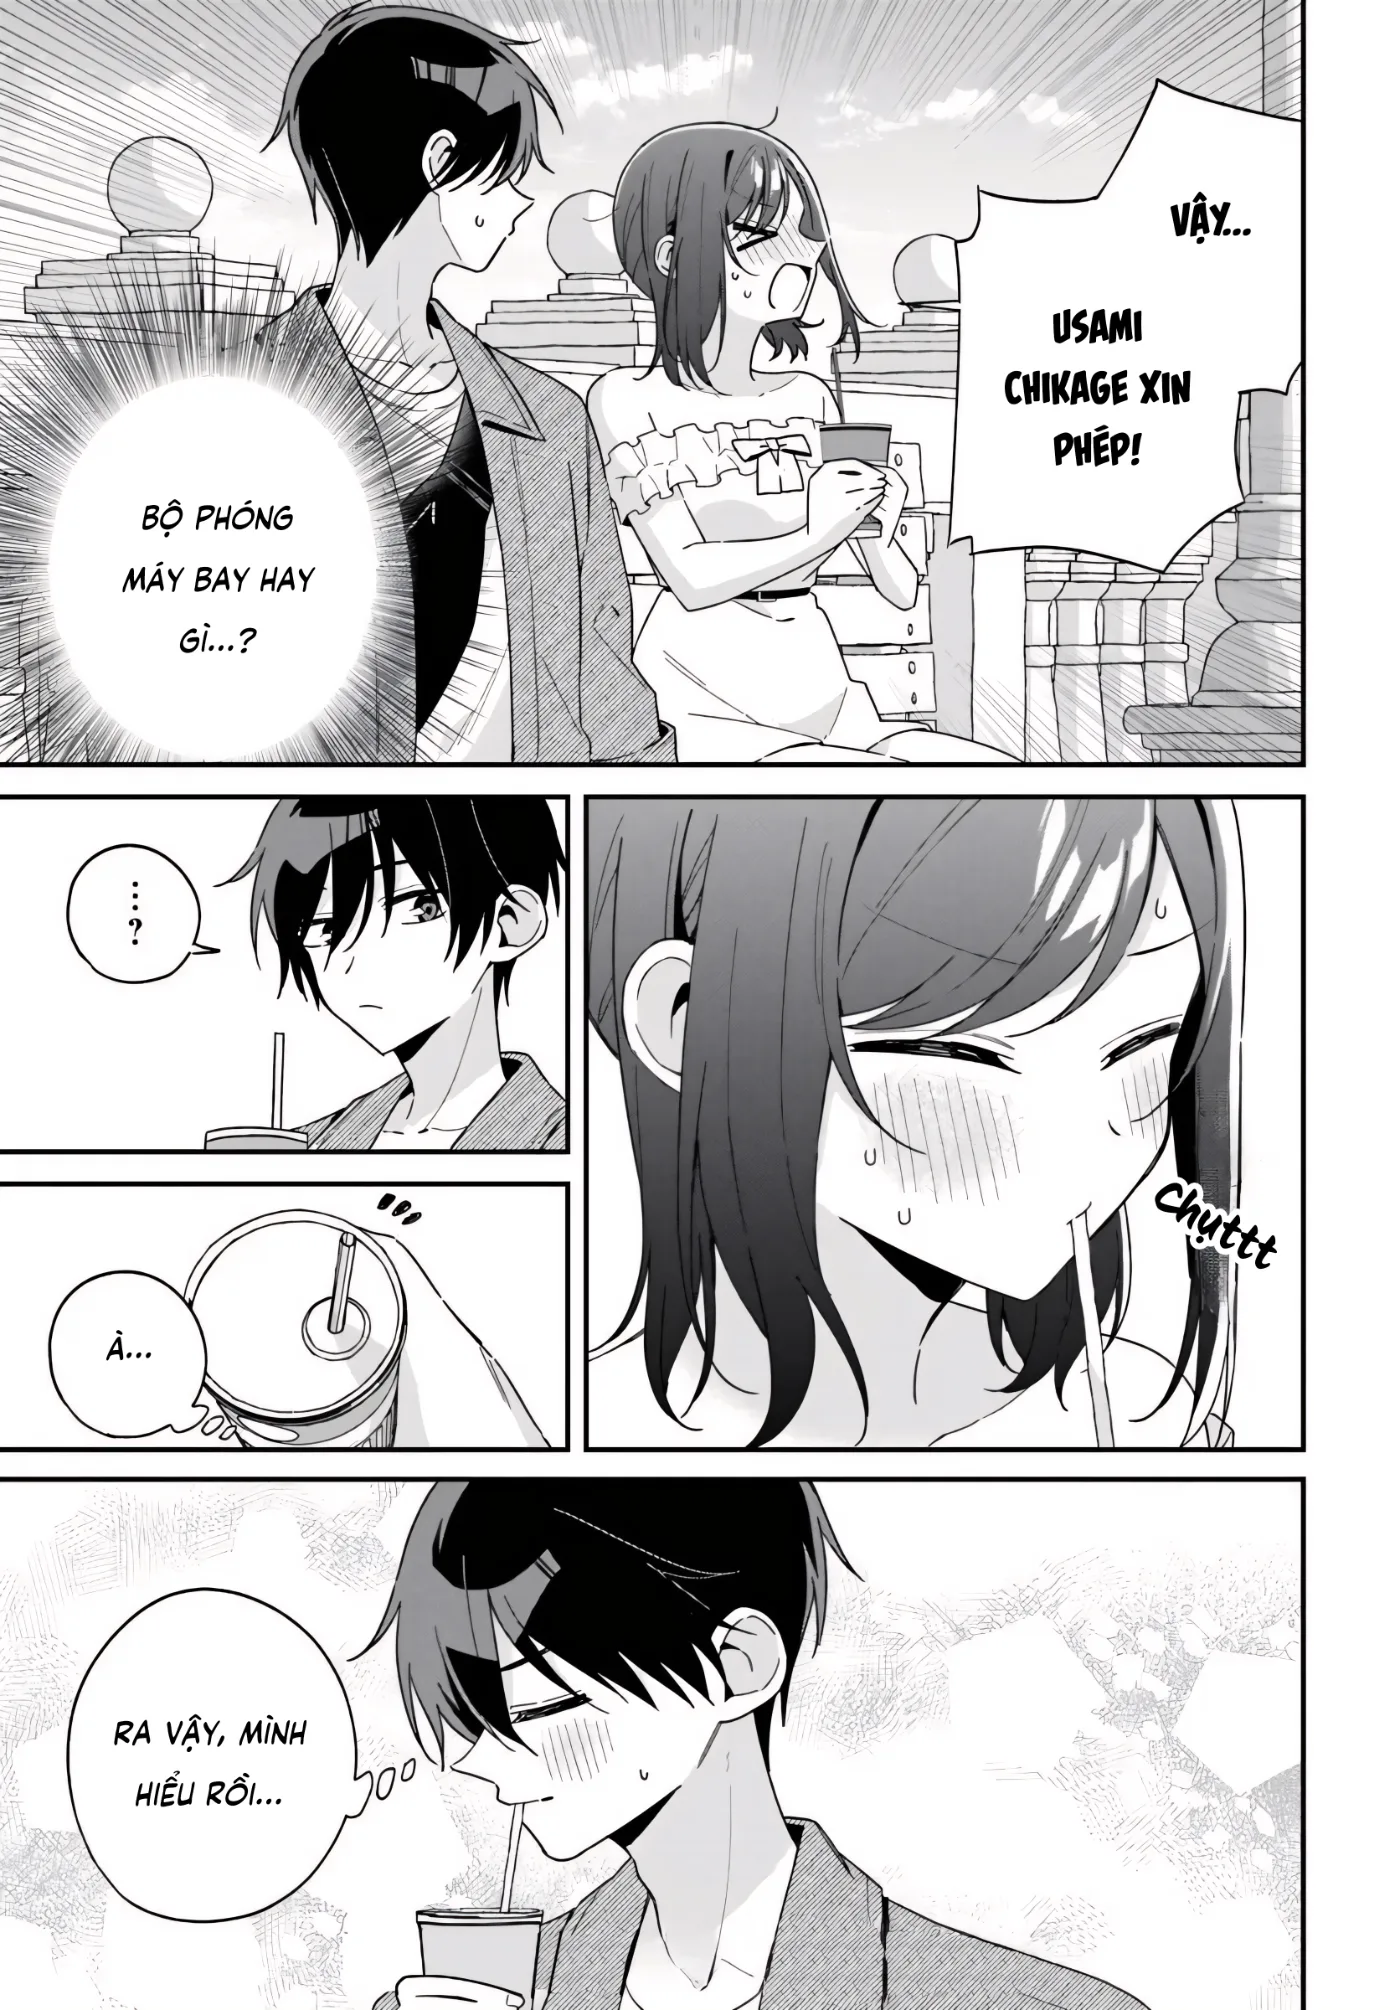 VẬY...
USAMI
CHIKAGE XIN
PHÉP!
BỘ PHÓNG
MÁY BAY HAY
GÌ...?
Chụttt
...?
À...
RA VẬY, MÌNH
HIỂU RỒI...